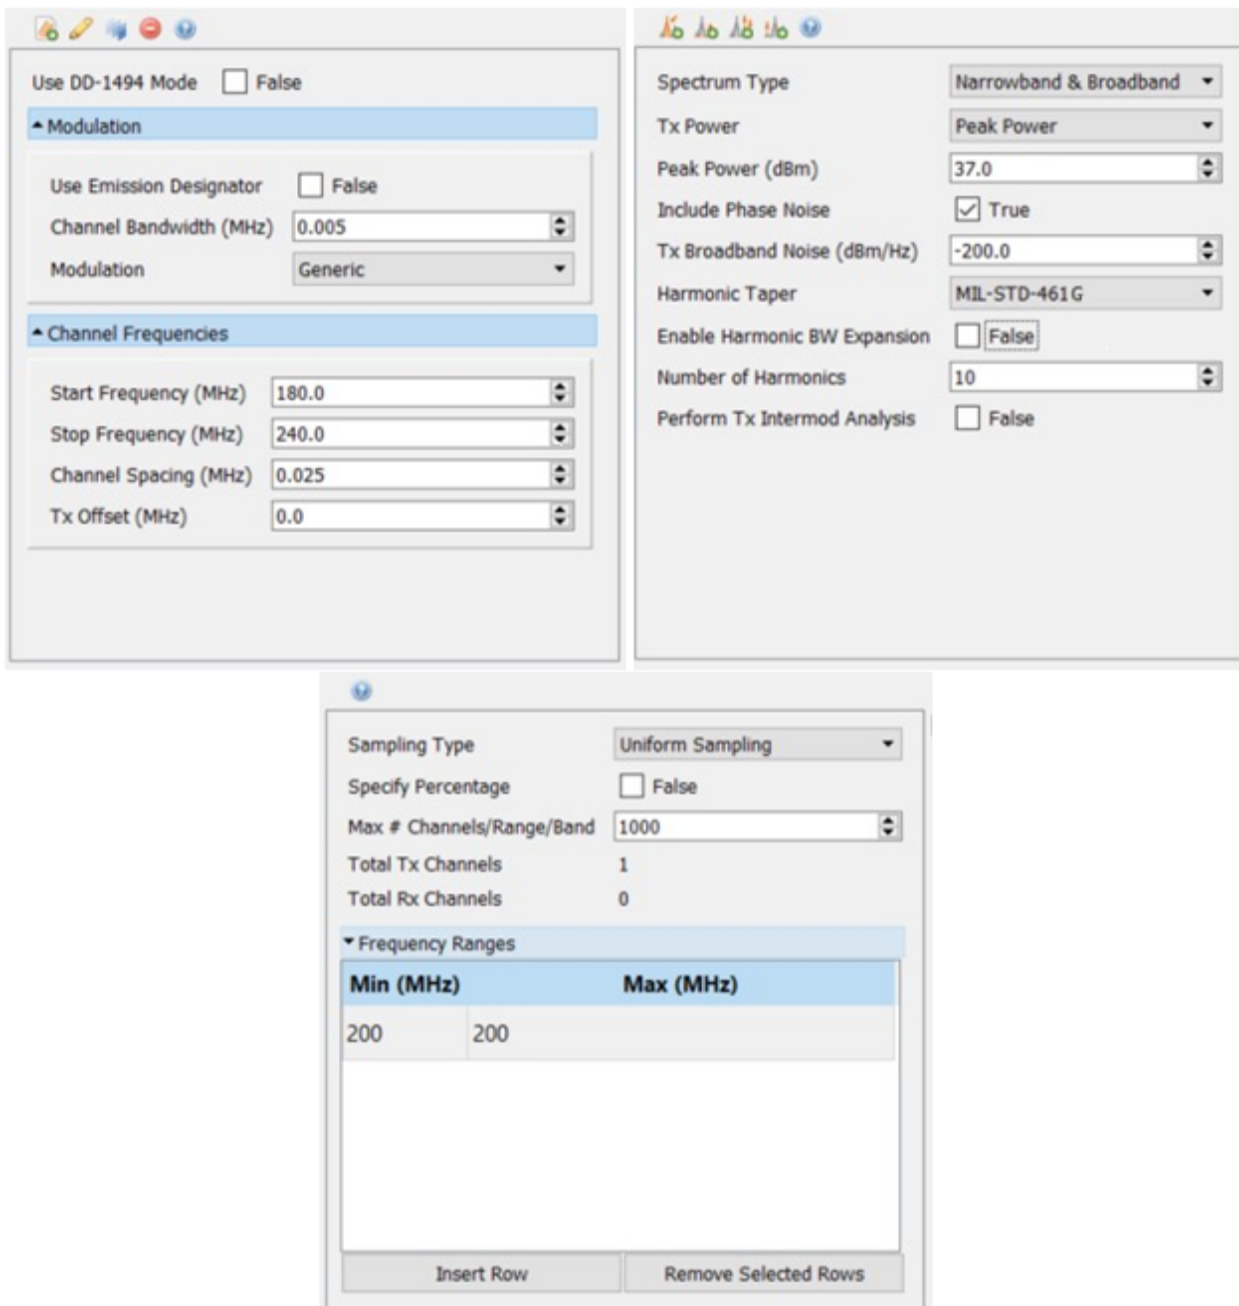 Use DD-1494 Mode False
Modulation
Use Emission Designator False
Channel Bandwidth (MHz) 0.005
Modulation Generic
Channel Frequencies
Start Frequency (MHz) 180.0
Stop Frequency (MHz) 240.0
Channel Spacing (MHz) 0.025
Tx Offset (MHz) 0.0
Spectrum Type Narrowband & Broadband
Tx Power Peak Power
Peak Power (dBm) 37.0
Include Phase Noise True
Tx Broadband Noise (dBm/Hz) -200.0
Harmonic Taper MIL-STD-461G
Enable Harmonic BW Expansion False
Number of Harmonics 10
Perform Tx Intermod Analysis False
Sampling Type Uniform Sampling
Specify Percentage False
Max # Channels/Range/Band 1000
Total Tx Channels 1
Total Rx Channels 0
Frequency Ranges
Min (MHz) Max (MHz)
200 200
Insert Row Remove Selected Rows